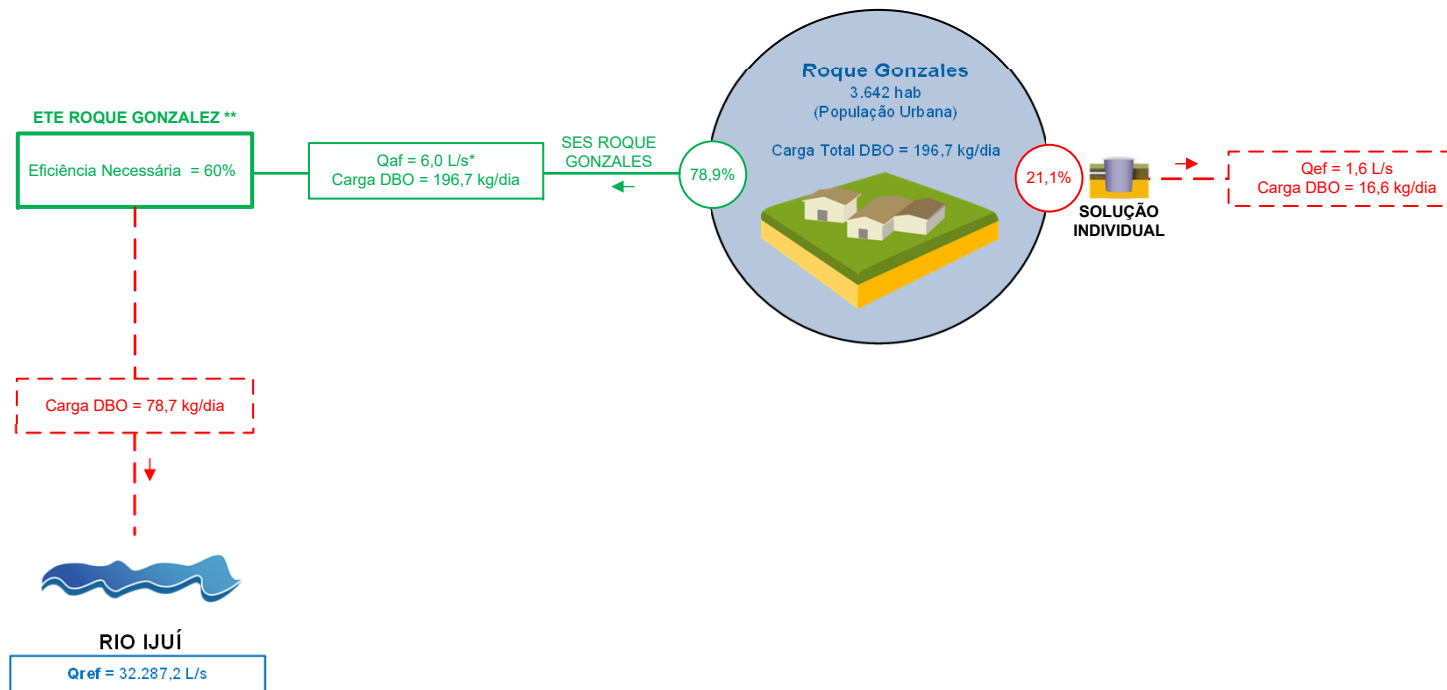 Roque Gonzales
3.642 hab
(População Urbana)
Carga Total DBO = 196,7 kg/dia
ETE ROQUE GONZALEZ **
Eficiência Necessária = 60%
Qaf = 6,0 L/s*
Carga DBO = 196,7 kg/dia
SES ROQUE
GONZALES
78,9%
21,1%
SOLUÇÃO
INDIVIDUAL
Qef = 1,6 L/s
Carga DBO = 16,6 kg/dia
Carga DBO = 78,7 kg/dia
RIO IJUÍ
Qref = 32.287,2 L/s